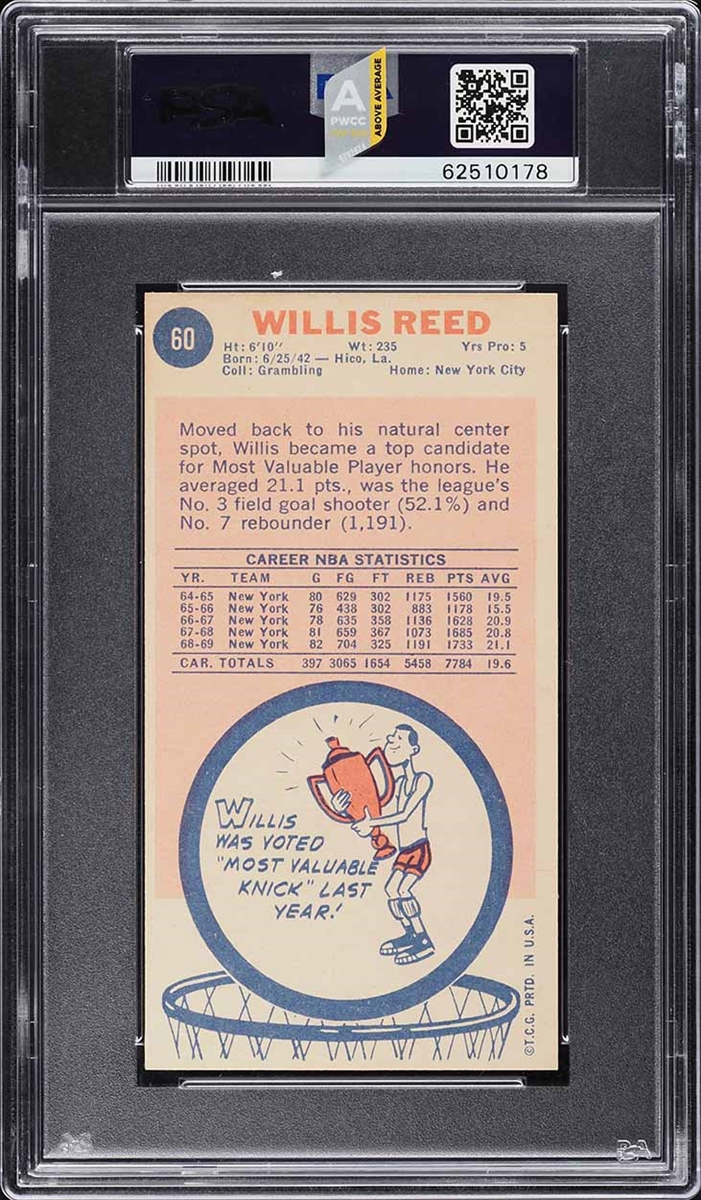 PSA
A
PWCC
ABOVE AVERAGE
62510178
60
WILLIS REED
Ht: 6'10" Wt: 235 Yrs Pro: 5
Born: 6/25/42 — Hico, La.
Coll: Grambling Home: New York City
Moved back to his natural center
spot, Willis became a top candidate
for Most Valuable Player honors. He
averaged 21.1 pts., was the league's
No. 3 field goal shooter (52.1%) and
No. 7 rebounder (1,191).
CAREER NBA STATISTICS
YR. TEAM G FG FT REB PTS AVG
64-65 New York 80 629 302 1175 1560 19.5
65-66 New York 76 438 302 883 1178 15.5
66-67 New York 78 635 358 1136 1628 20.9
67-68 New York 81 659 367 1073 1685 20.8
68-69 New York 82 704 325 1191 1733 21.1
CAR. TOTALS 397 3065 1654 5458 7784 19.6
WILLIS
WAS VOTED
"MOST VALUABLE
KNICK" LAST
YEAR!
©T.C.G. PRTD. IN U.S.A.
PSA